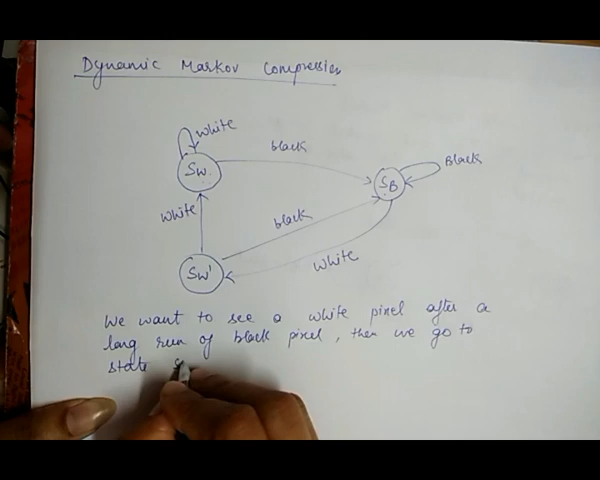 Dynamic Markov Compression
white
black
Black
Sw
SB
white
black
white
Sw'
We want to see a white pixel after a
long run of black pixel, then we go to
state S